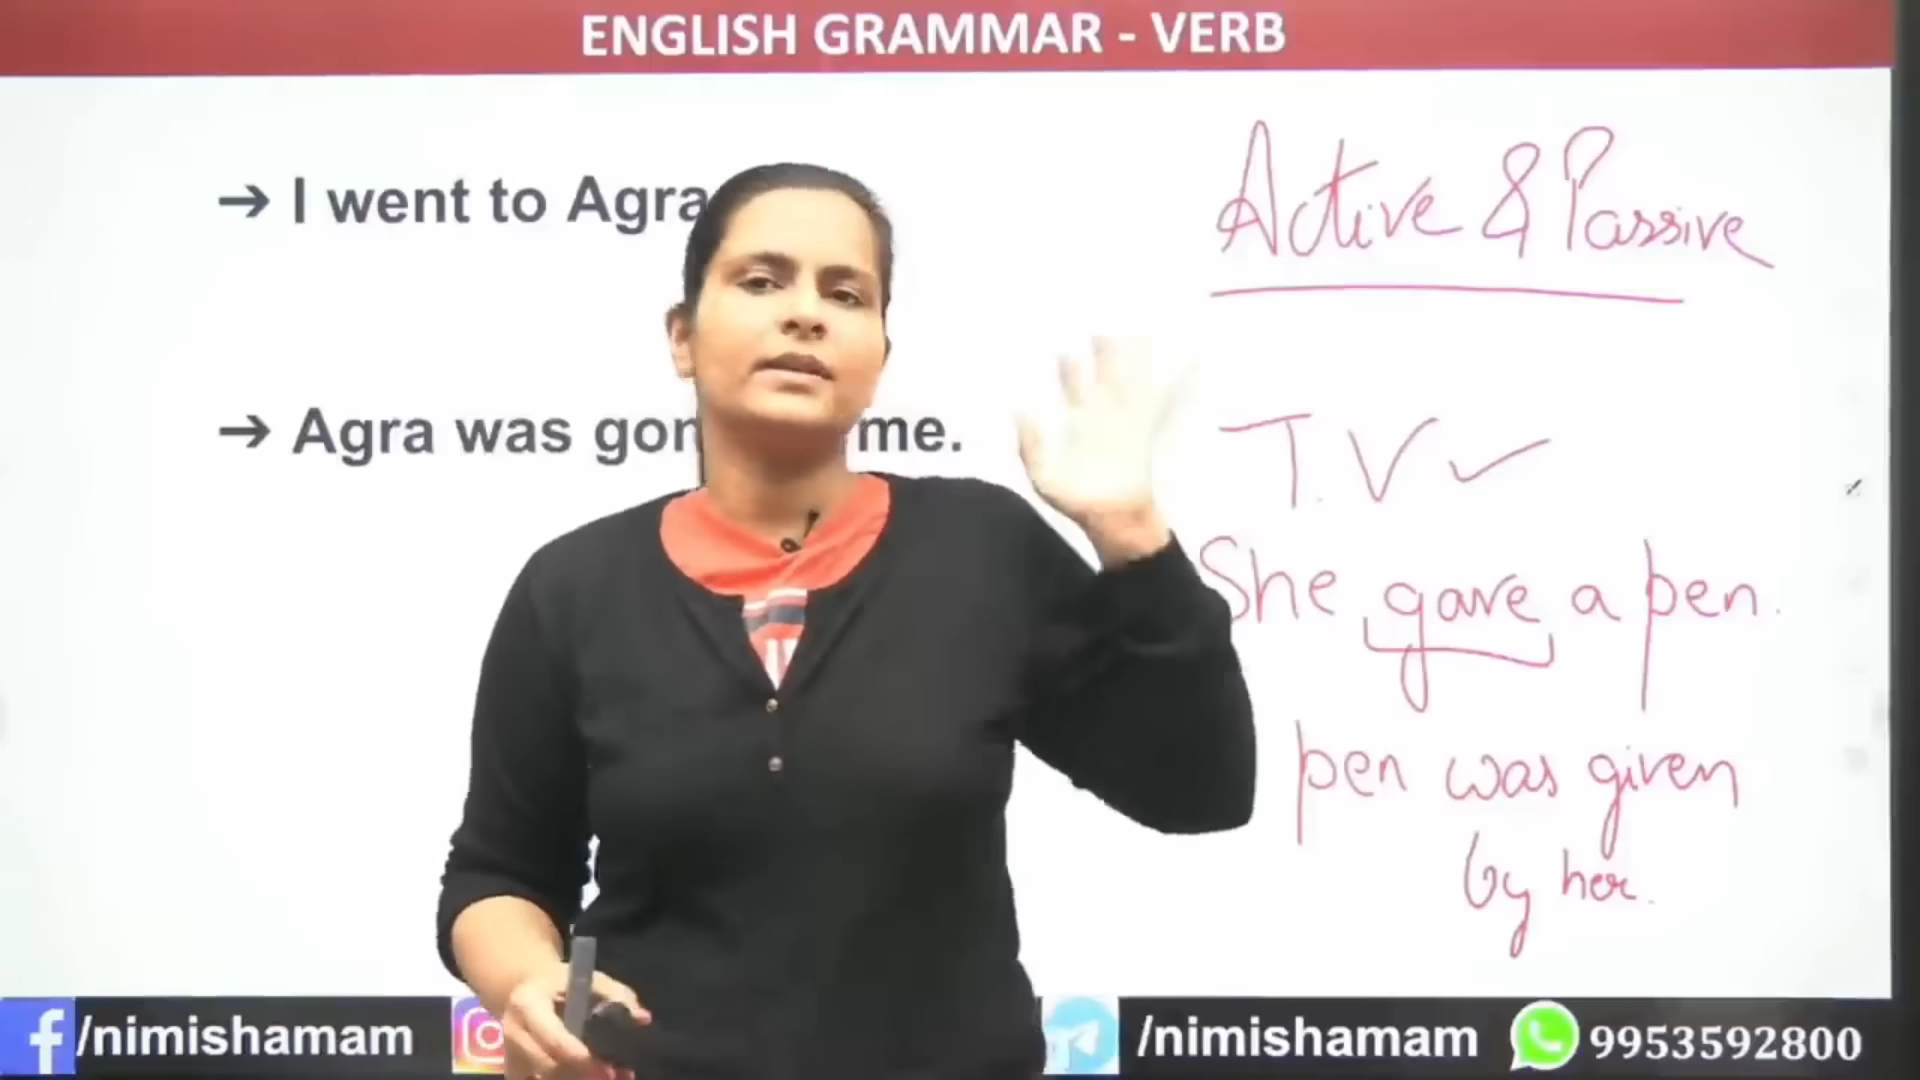 ENGLISH GRAMMAR - VERB
➔ I went to Agra
➔ Agra was gon me.
Active & Passive
T.V ✓
She gave a pen.
pen was given
by her.
/nimishamam
/nimishamam
9953592800